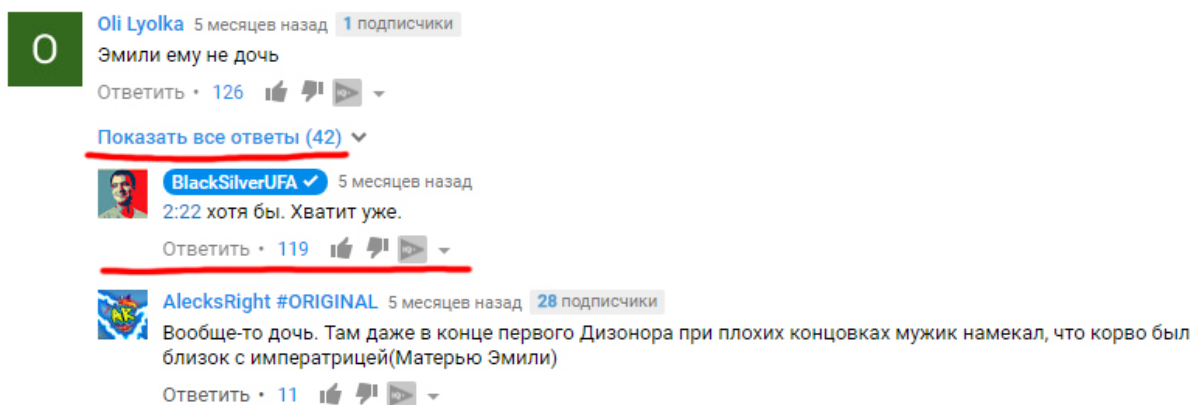 Oli Lyolka 5 месяцев назад 1 подписчики
O
Эмили ему не дочь
Ответить • 126
Показать все ответы (42)
BlackSilverUFA 5 месяцев назад
2:22 хотя бы. Хватит уже.
Ответить • 119
AlecksRight #ORIGINAL 5 месяцев назад 28 подписчики
Вообще-то дочь. Там даже в конце первого Дизонора при плохих концовках мужик намекал, что корво был
близок с императрицей(Матерью Эмили)
Ответить • 11